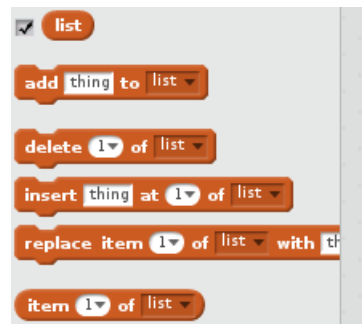 list
add thing to list
delete 1 of list
insert thing at 1 of list
replace item 1 of list with th
item 1 of list